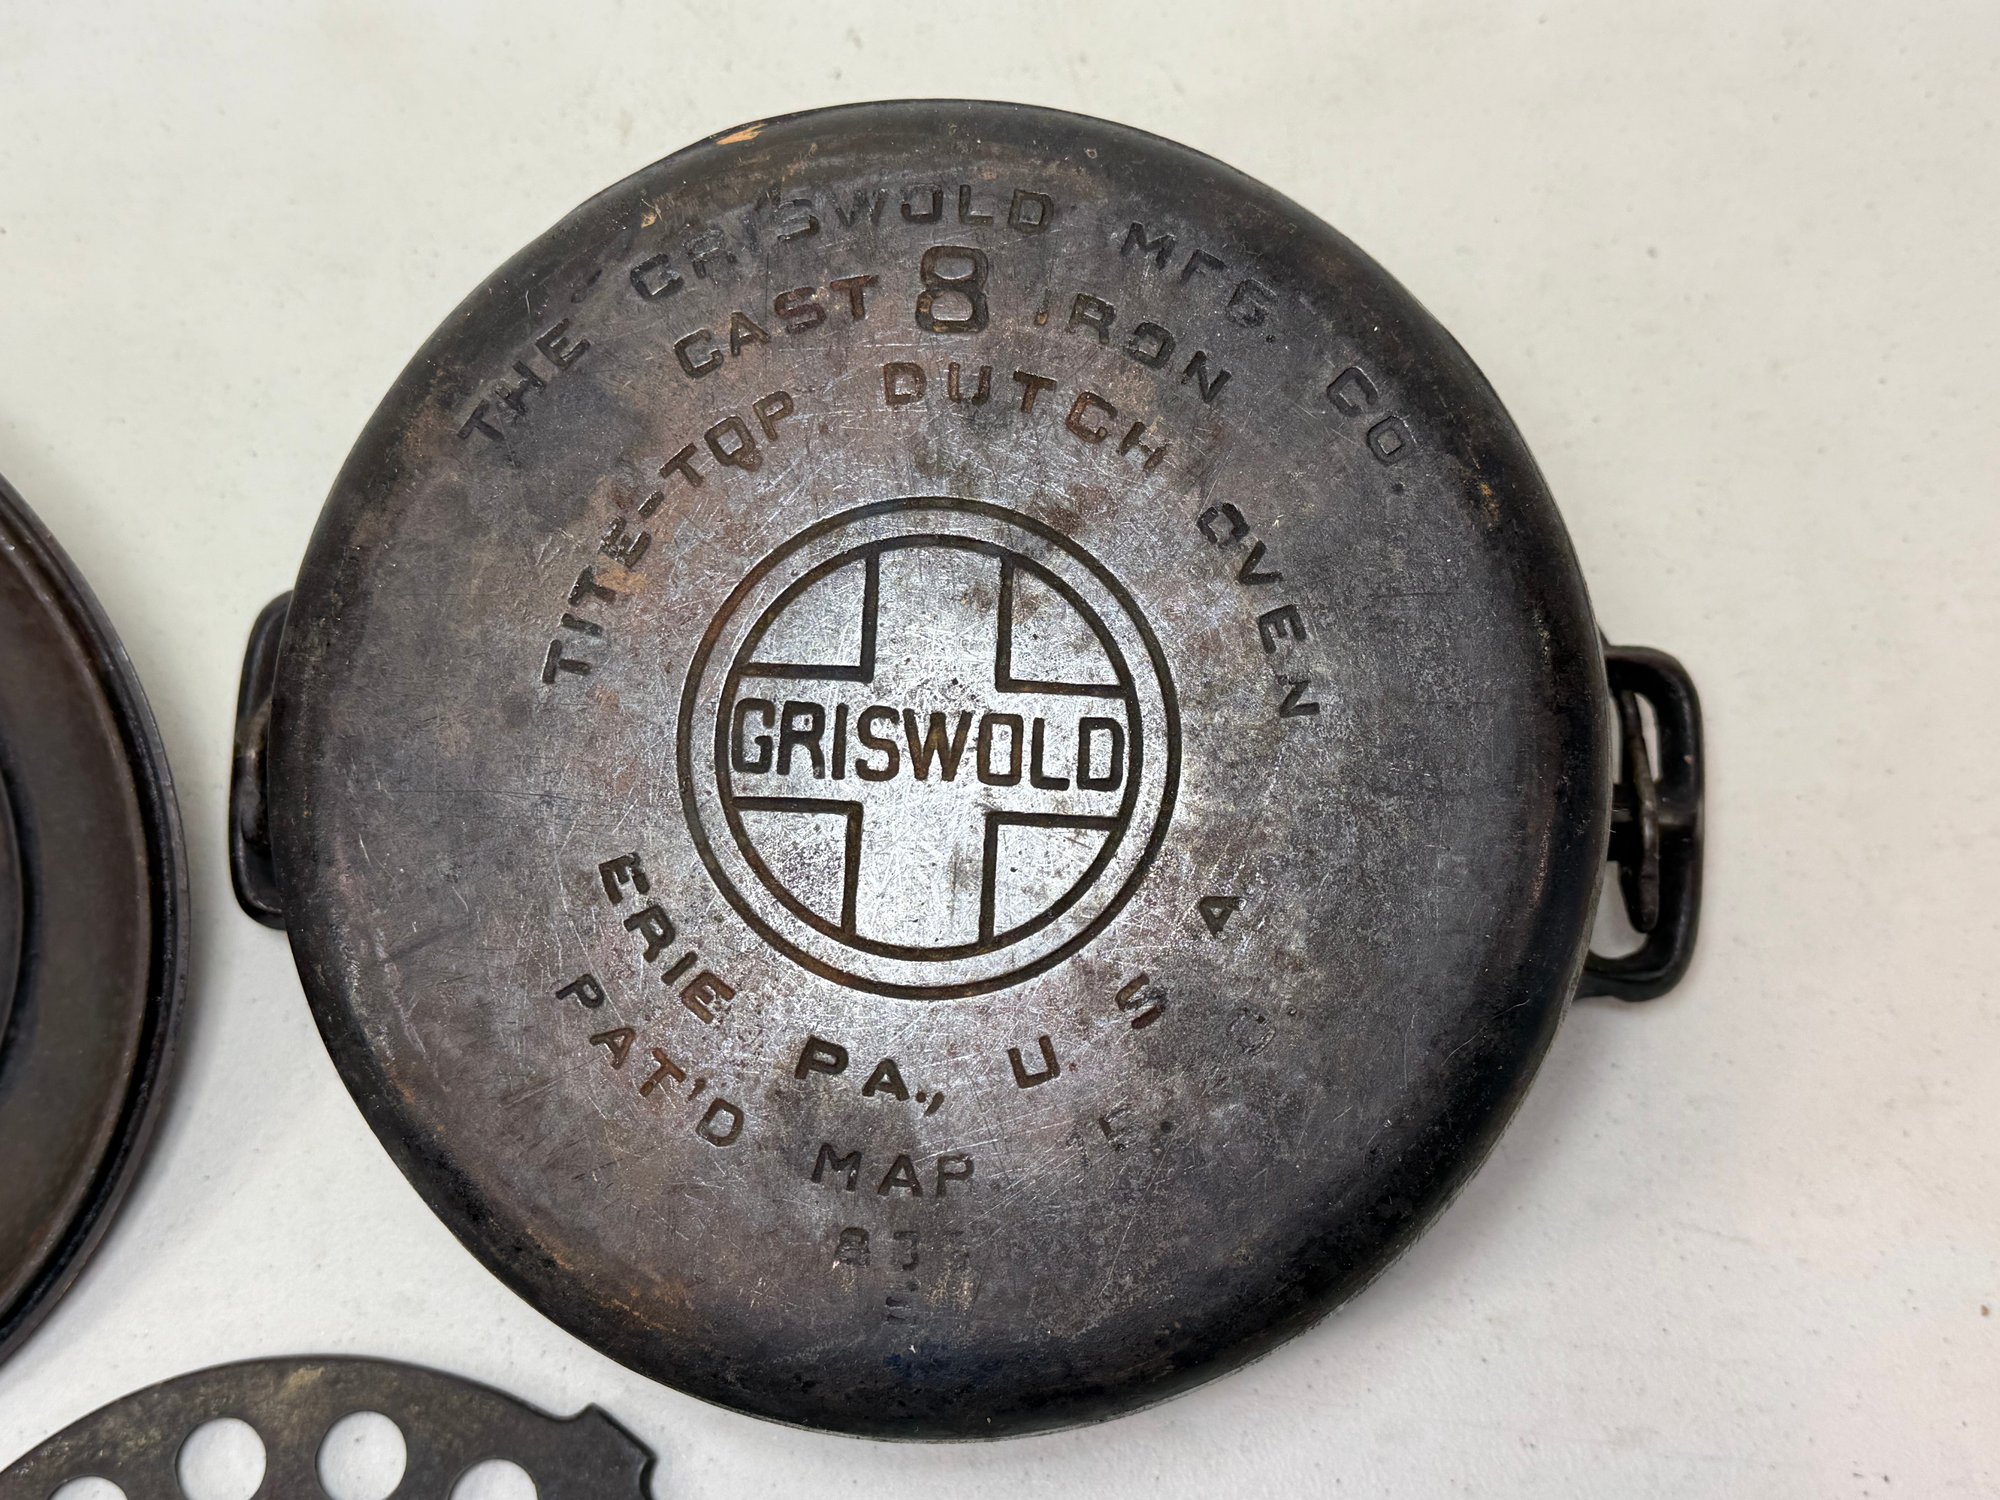 THE GRISWOLD MFG. CO.
CAST 8 IRON
TITE-TOP DUTCH OVEN
GRISWOLD
ERIE PA., U.S.A.
PAT'D MAR